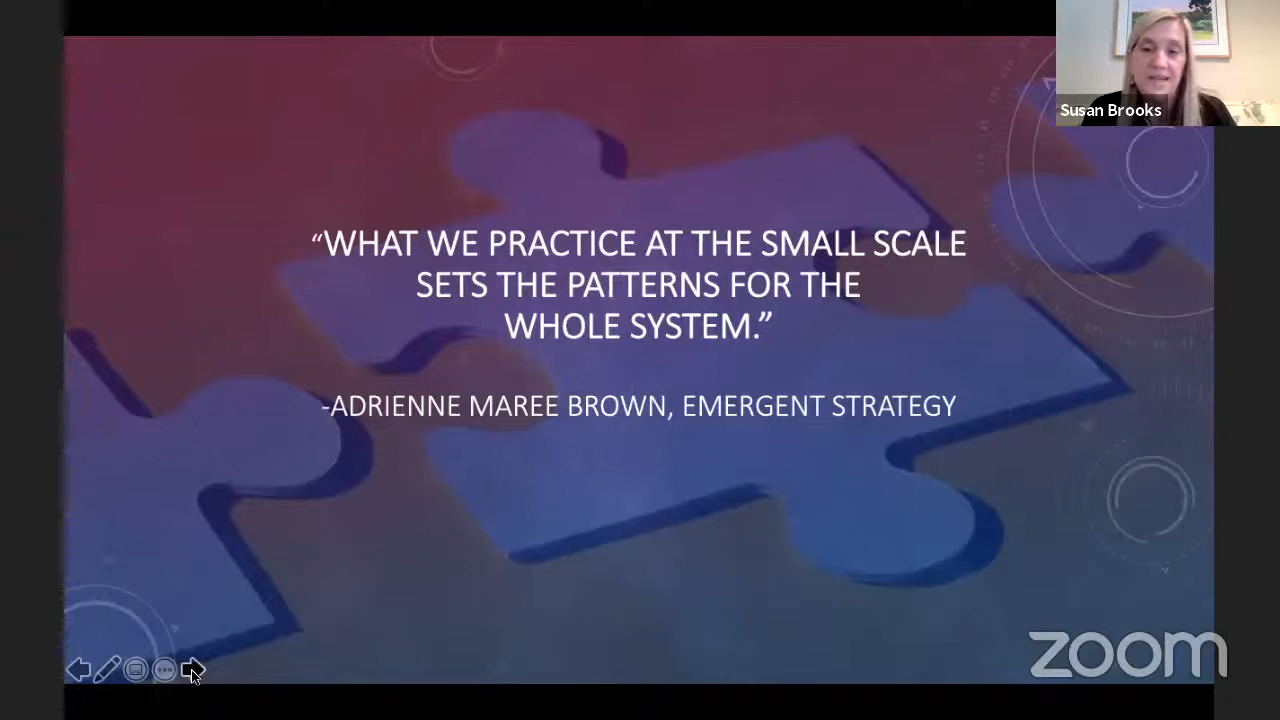 Susan Brooks
“WHAT WE PRACTICE AT THE SMALL SCALE
SETS THE PATTERNS FOR THE
WHOLE SYSTEM.”
-ADRIENNE MAREE BROWN, EMERGENT STRATEGY
zoom